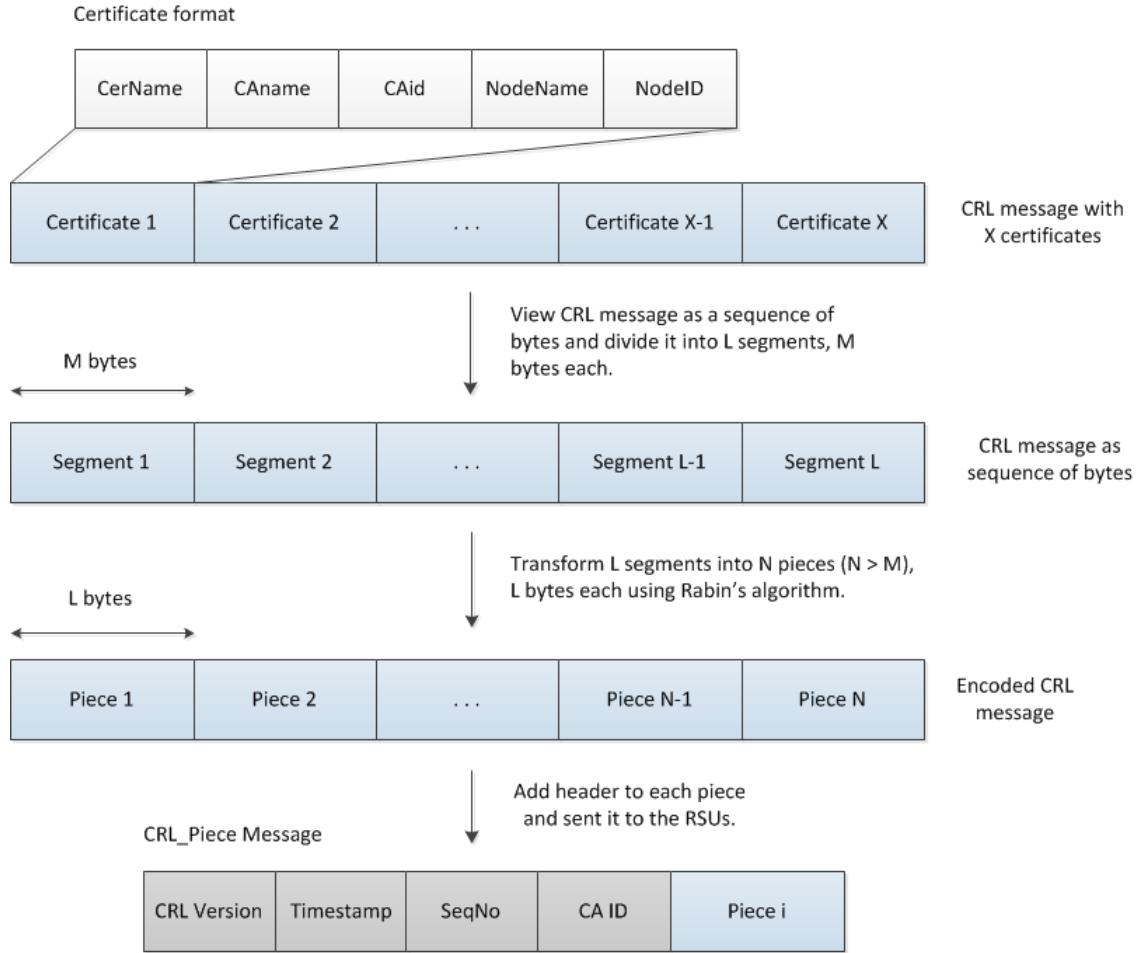 Certificate format
CerName CAname CAid NodeName NodeID
Certificate 1 Certificate 2 . . . Certificate X-1 Certificate X
CRL message with
X certificates
View CRL message as a sequence of
bytes and divide it into L segments, M
bytes each.
M bytes
Segment 1 Segment 2 . . . Segment L-1 Segment L
CRL message as
sequence of bytes
Transform L segments into N pieces (N > M),
L bytes each using Rabin's algorithm.
L bytes
Piece 1 Piece 2 . . . Piece N-1 Piece N
Encoded CRL
message
Add header to each piece
and sent it to the RSUs.
CRL_Piece Message
CRL Version Timestamp SeqNo CA ID Piece i